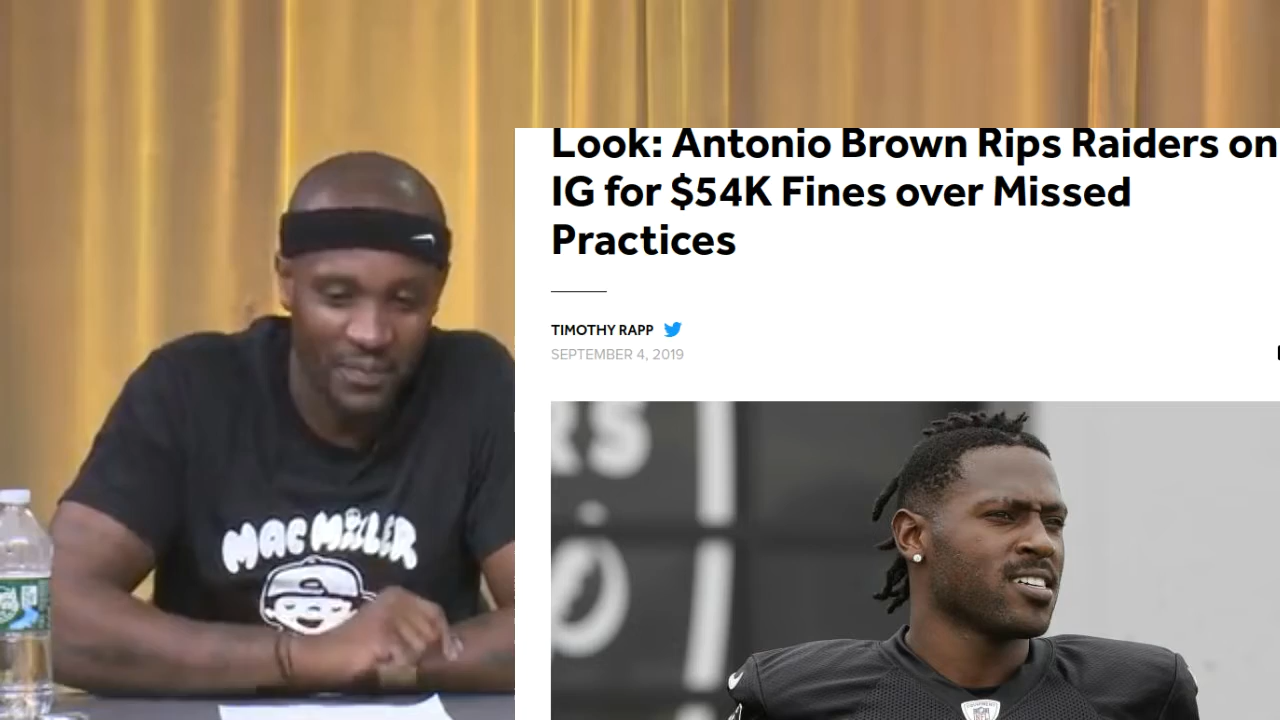 MAC MILLER
Look: Antonio Brown Rips Raiders on
IG for $54K Fines over Missed
Practices
TIMOTHY RAPP
SEPTEMBER 4, 2019